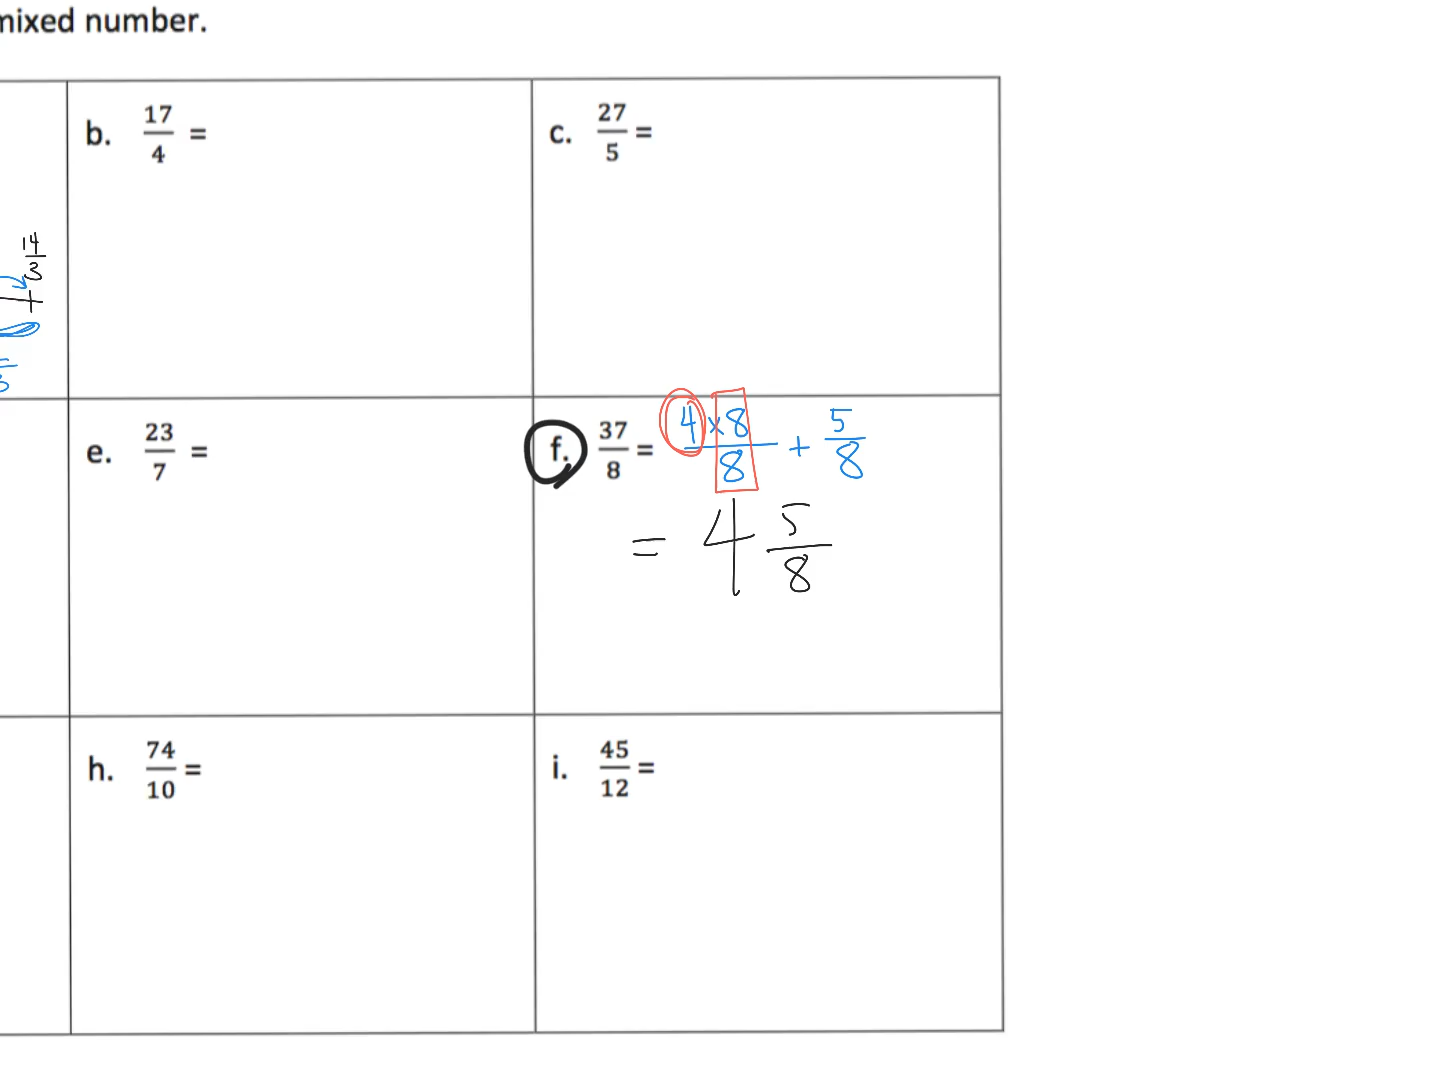 mixed number.
b. 17/4 =
c. 27/5 =
14/3
e. 23/7 =
f. 37/8 = 4×8/8 + 5/8
= 4 5/8
h. 74/10 =
i. 45/12 =